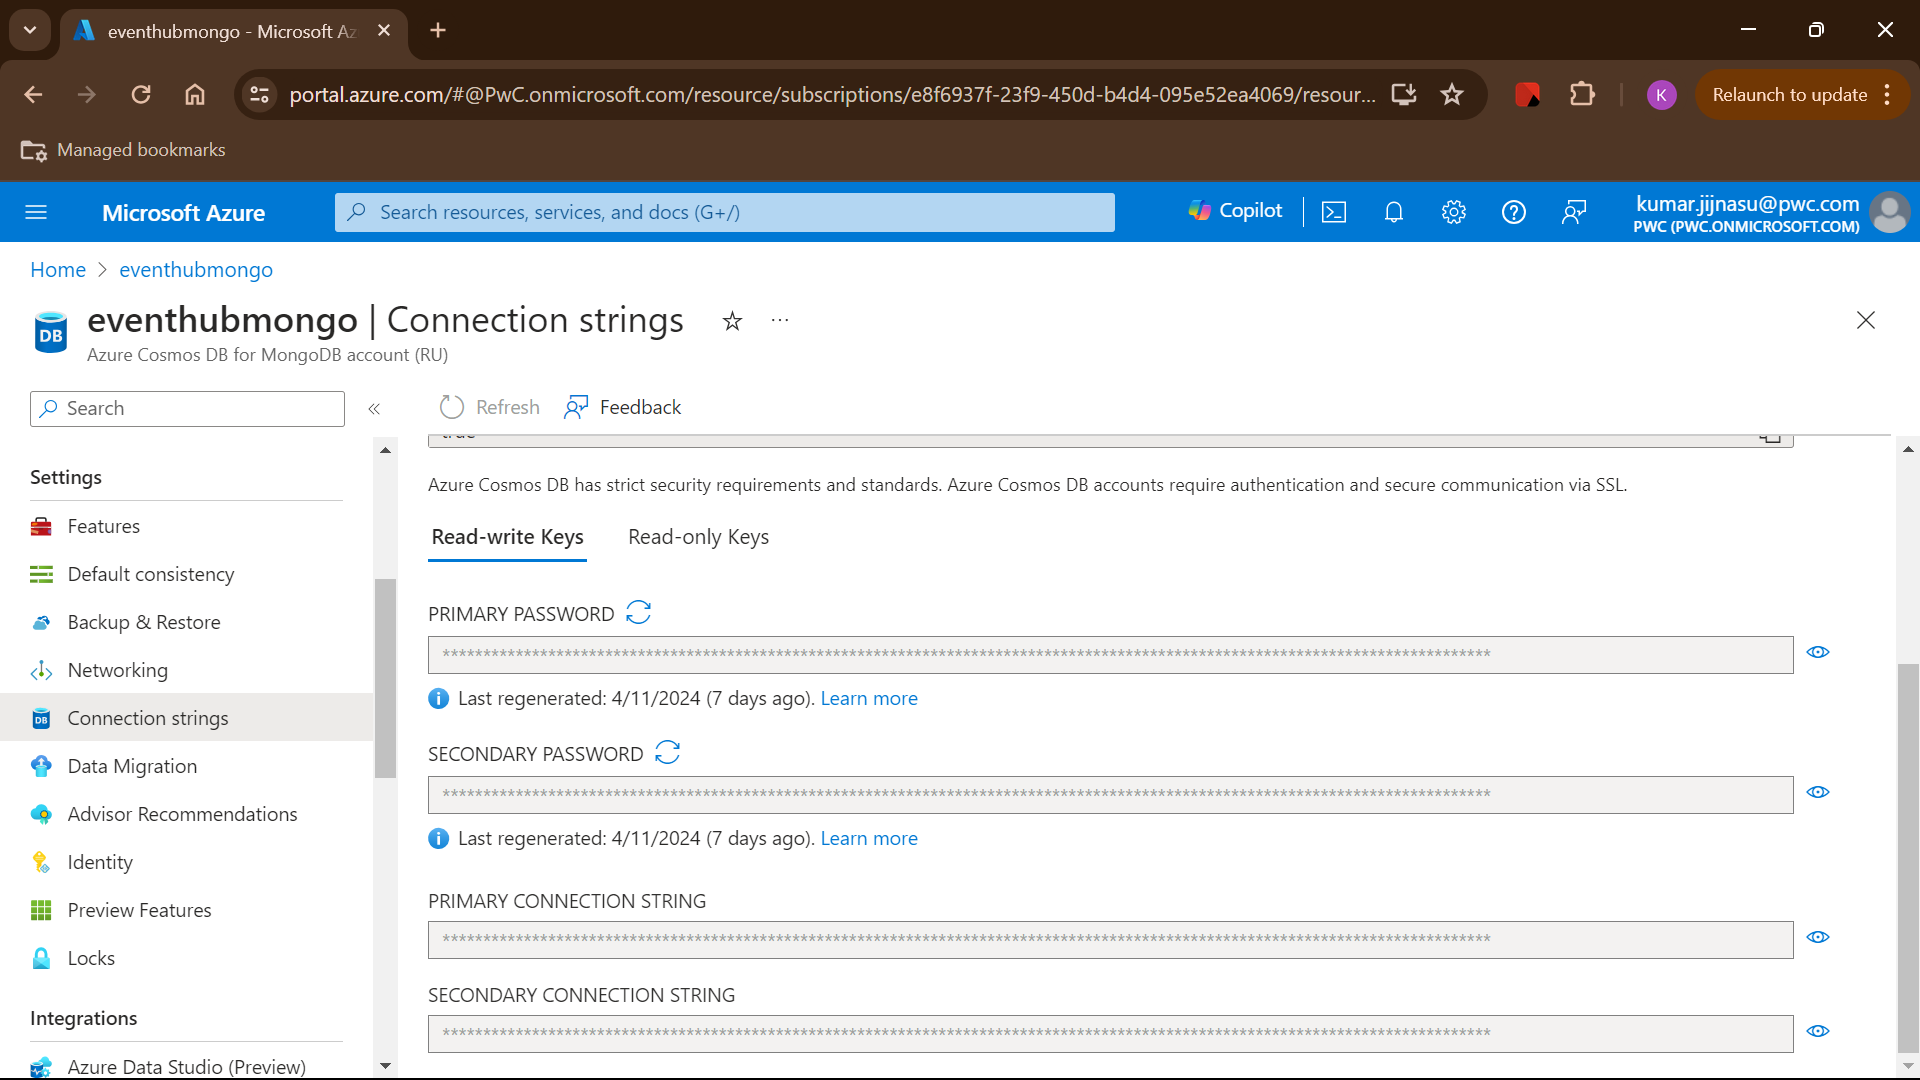 eventhubmongo - Microsoft Az
portal.azure.com/#@PwC.onmicrosoft.com/resource/subscriptions/e8f6937f-23f9-450d-b4d4-095e52ea4069/resour...
K
Relaunch to update
Managed bookmarks
Microsoft Azure
Search resources, services, and docs (G+/)
Copilot
kumar.jijnasu@pwc.com
PWC (PWC.ONMICROSOFT.COM)
Home > eventhubmongo
DB
eventhubmongo | Connection strings
...
Azure Cosmos DB for MongoDB account (RU)
Search
Refresh
Feedback
Settings
Features
Default consistency
Backup & Restore
Networking
DB
Connection strings
Data Migration
Advisor Recommendations
Identity
Preview Features
Locks
Integrations
Azure Data Studio (Preview)
true
Azure Cosmos DB has strict security requirements and standards. Azure Cosmos DB accounts require authentication and secure communication via SSL.
Read-write Keys
Read-only Keys
PRIMARY PASSWORD
Last regenerated: 4/11/2024 (7 days ago). Learn more
SECONDARY PASSWORD
Last regenerated: 4/11/2024 (7 days ago). Learn more
PRIMARY CONNECTION STRING
SECONDARY CONNECTION STRING